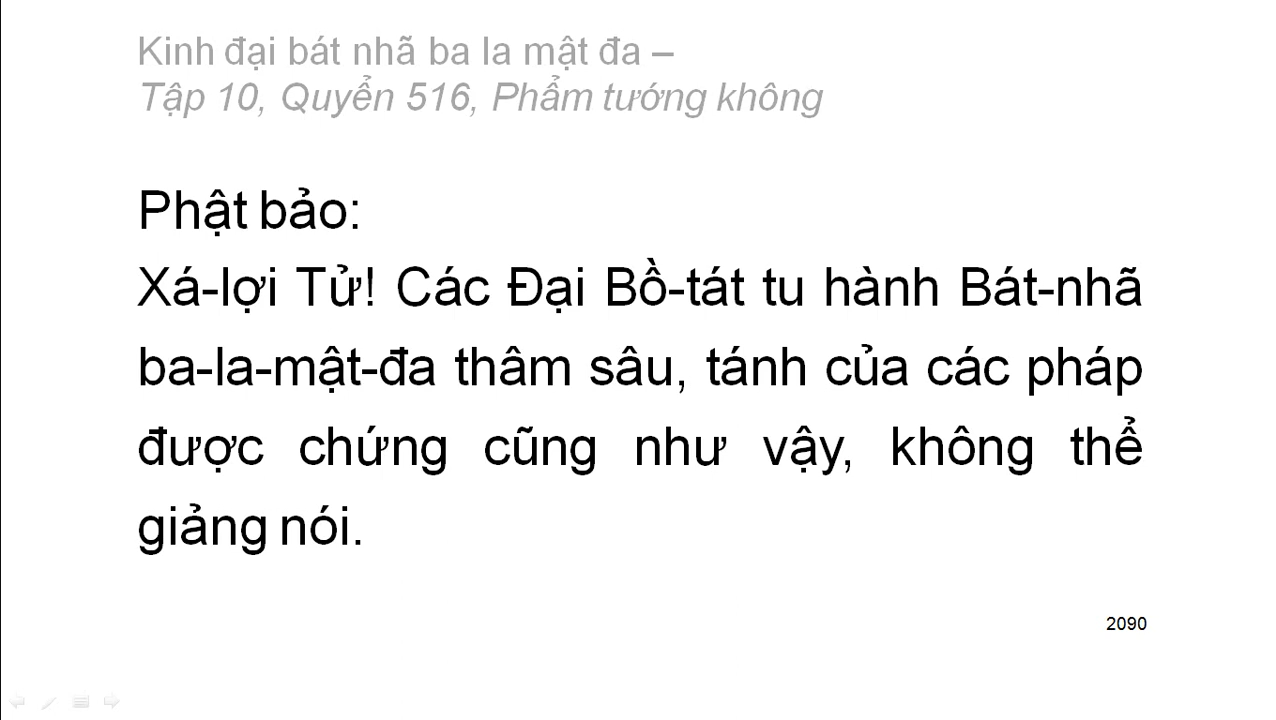 Kinh đại bát nhã ba la mật đa –
Tập 10, Quyển 516, Phẩm tướng không
Phật bảo:
Xá-lợi Tử! Các Đại Bồ-tát tu hành Bát-nhã
ba-la-mật-đa thâm sâu, tánh của các pháp
được chứng cũng như vậy, không thể
giảng nói.
2090